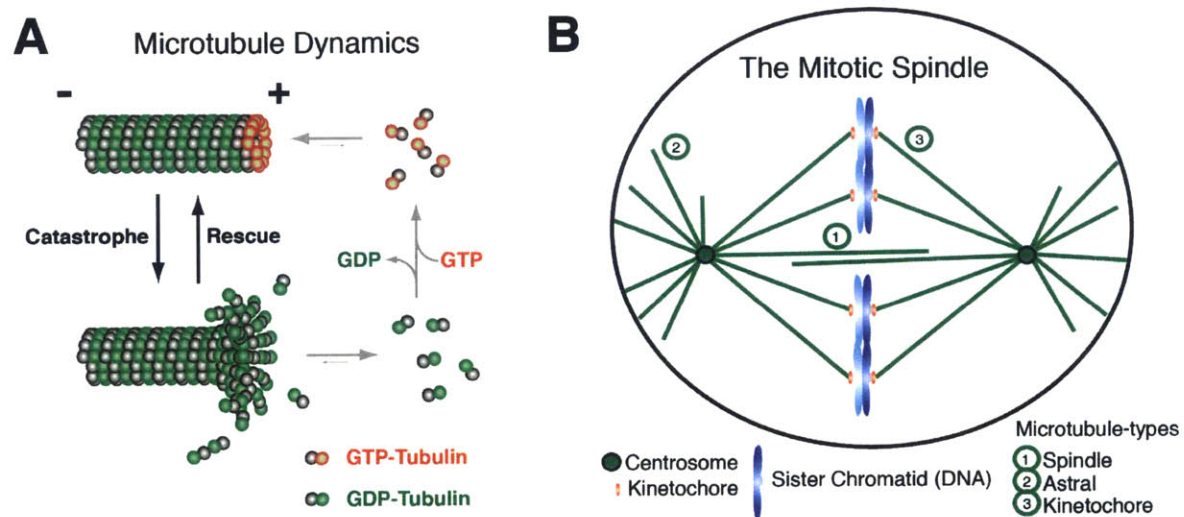 A
Microtubule Dynamics
-
+
Catastrophe
Rescue
GDP
GTP
GTP-Tubulin
GDP-Tubulin
B
The Mitotic Spindle
2
3
1
Centrosome
Kinetochore
Sister Chromatid (DNA)
Microtubule-types
1 Spindle
2 Astral
3 Kinetochore